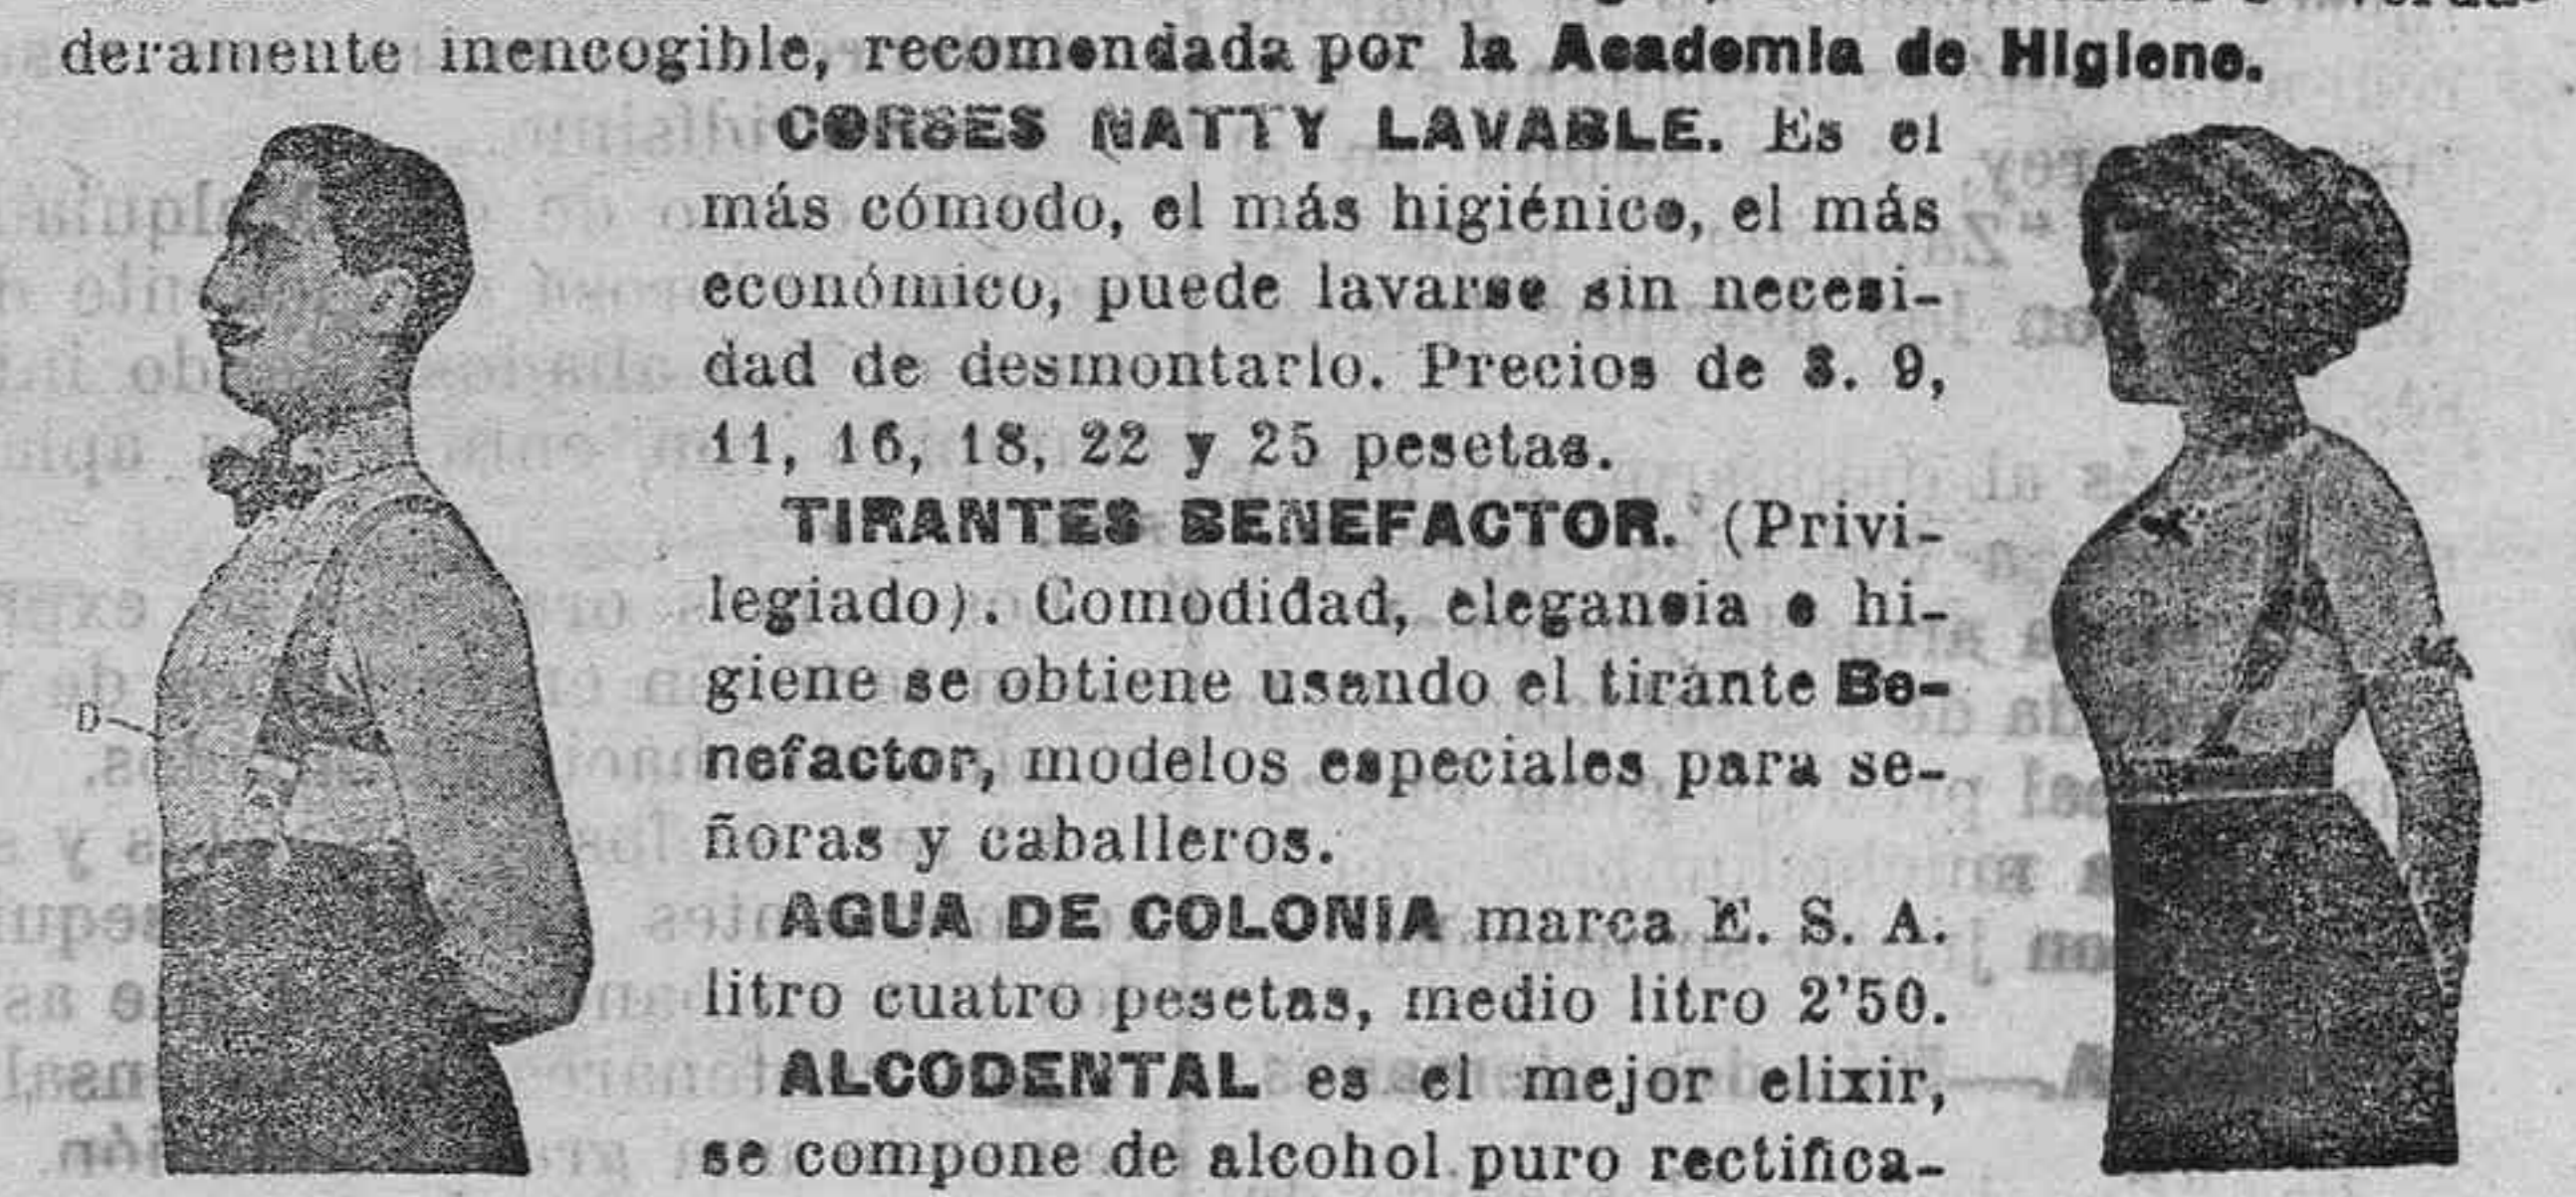 deramente inencogible, recomendada por la Academia de Higiene.
CORSES NATTY LAVABLE. Es el
más cómodo, el más higiénico, el más
económico, puede lavarse sin necesi-
dad de desmontarlo. Precios de 8. 9,
11, 16, 18, 22 y 25 pesetas.
TIRANTES BENEFACTOR. (Privi-
legiado). Comodidad, elegancia e hi-
giene se obtiene usando el tirante Be-
nefactor, modelos especiales para se-
ñoras y caballeros.
AGUA DE COLONIA marca E. S. A.
litro cuatro pesetas, medio litro 2'50.
ALCODENTAL es el mejor elixir,
se compone de alcohol puro rectifica-
D